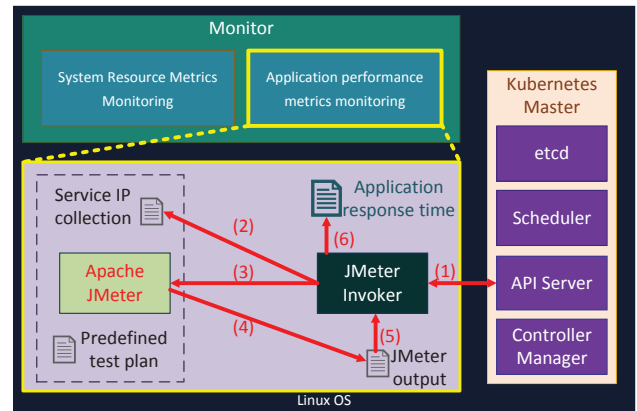 Monitor
System Resource Metrics
Monitoring
Application performance
metrics monitoring
Kubernetes
Master
etcd
Scheduler
API Server
Controller
Manager
Service IP
collection
Application
response time
(2)
(6)
(1)
(3)
Apache
JMeter
JMeter
Invoker
(4)
(5)
Predefined
test plan
JMeter
output
Linux OS